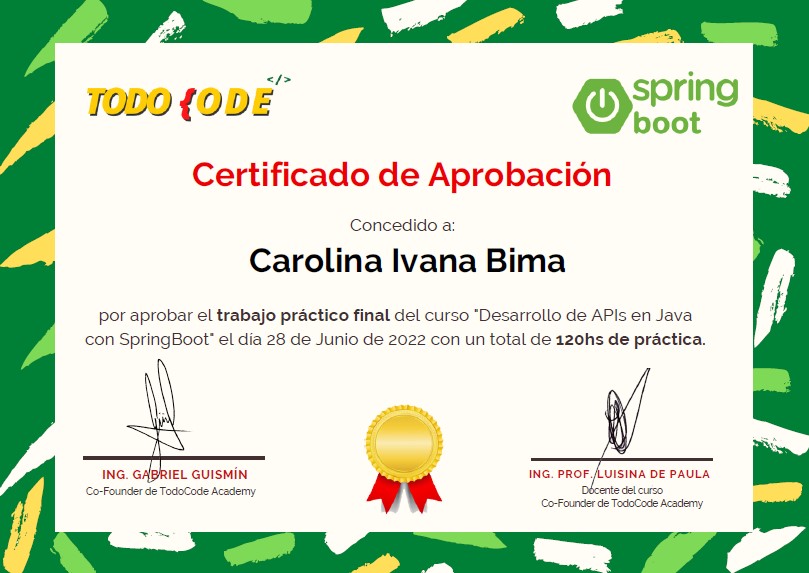 TODO {ODE </>
spring
boot
Certificado de Aprobación
Concedido a:
Carolina Ivana Bima
por aprobar el trabajo práctico final del curso "Desarrollo de APIs en Java
con SpringBoot" el día 28 de Junio de 2022 con un total de 120hs de práctica.
ING. GABRIEL GUISMÍN
Co-Founder de TodoCode Academy
ING. PROF. LUISINA DE PAULA
Docente del curso
Co-Founder de TodoCode Academy